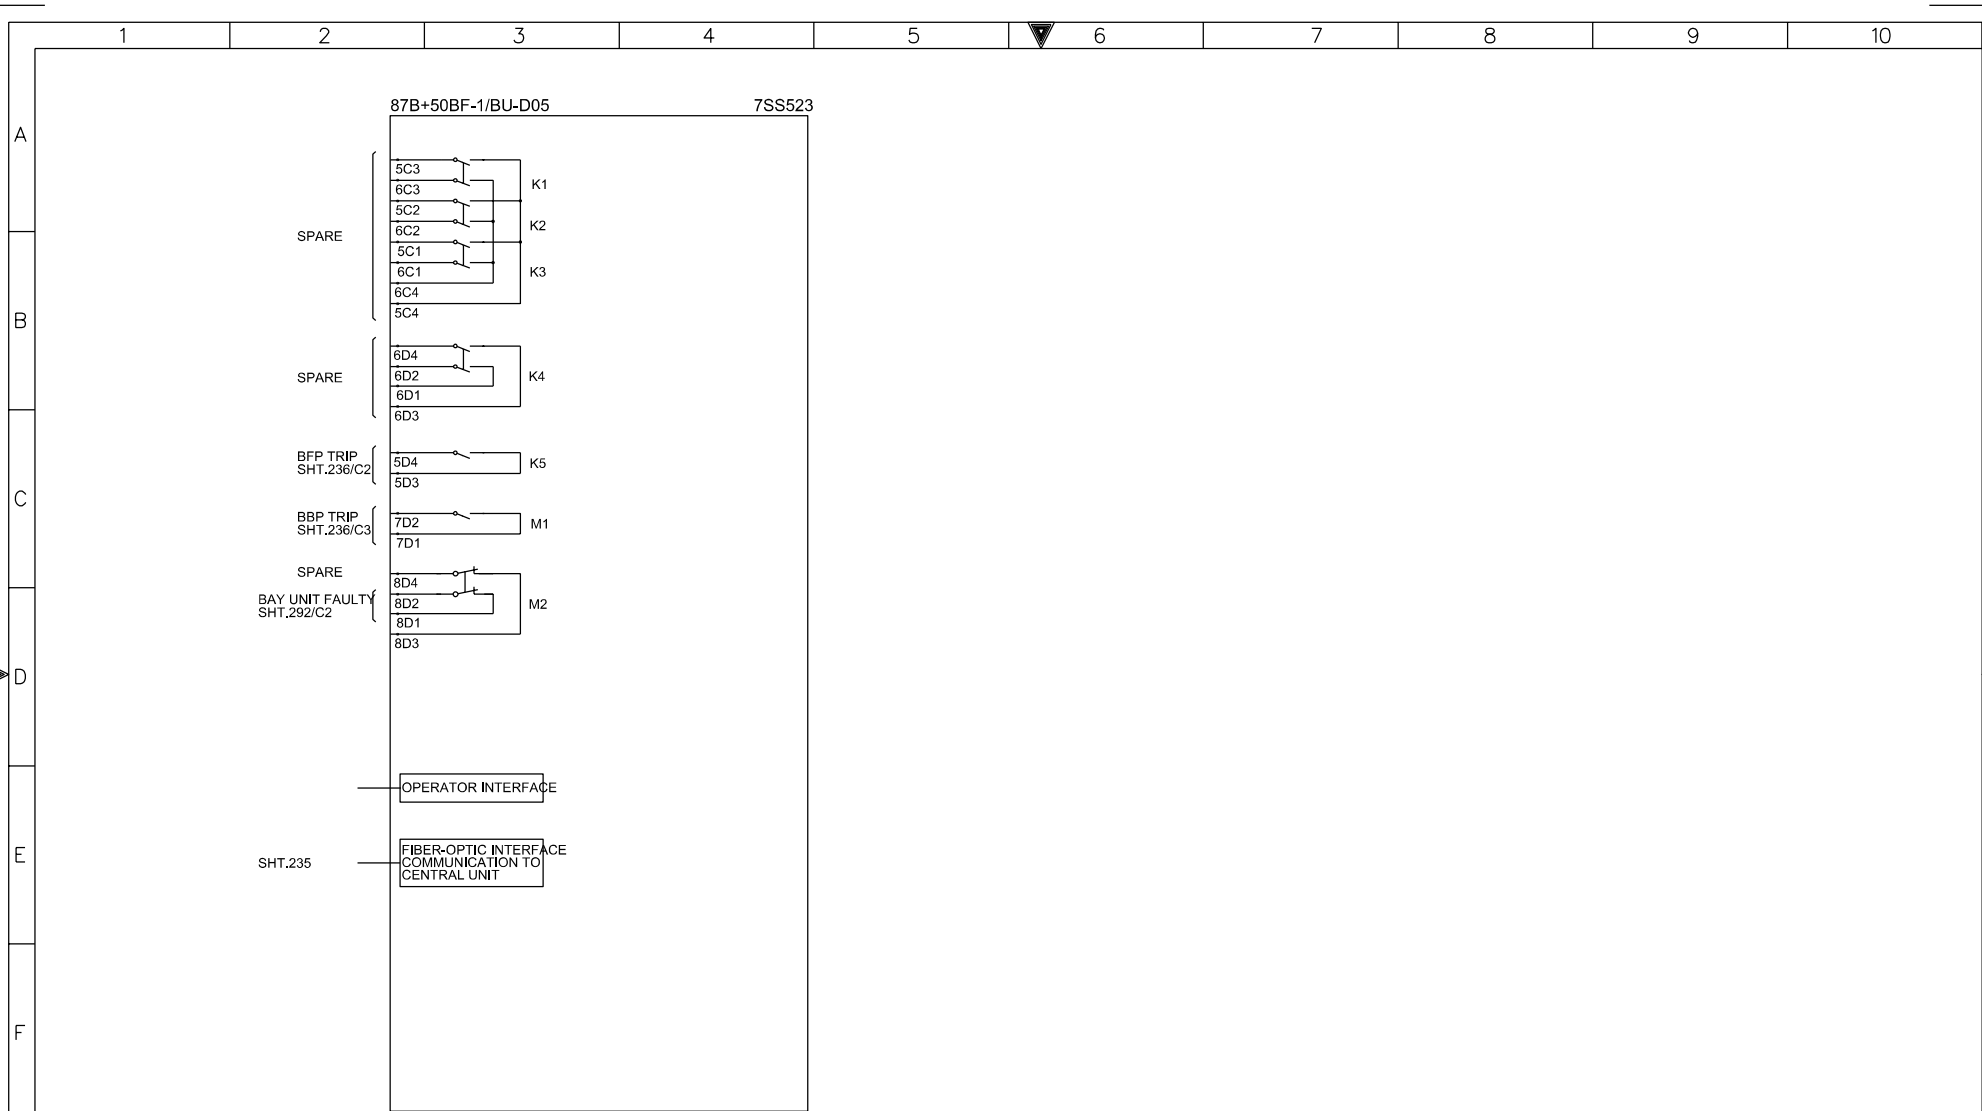 1 2 3 4 5 6 7 8 9 10
87B+50BF-1/BU-D05 7SS523
A
5C3
K1
6C3
5C2
K2
6C2
SPARE
5C1
6C1 K3
6C4
5C4
B
6D4
SPARE 6D2 K4
6D1
6D3
BFP TRIP
SHT.236/C2
5D4 K5
5D3
C
BBP TRIP
SHT.236/C3
7D2 M1
7D1
SPARE
8D4
BAY UNIT FAULTY
SHT.292/C2
8D2 M2
8D1
8D3
D
OPERATOR INTERFACE
E
SHT.235
FIBER-OPTIC INTERFACE
COMMUNICATION TO
CENTRAL UNIT
F